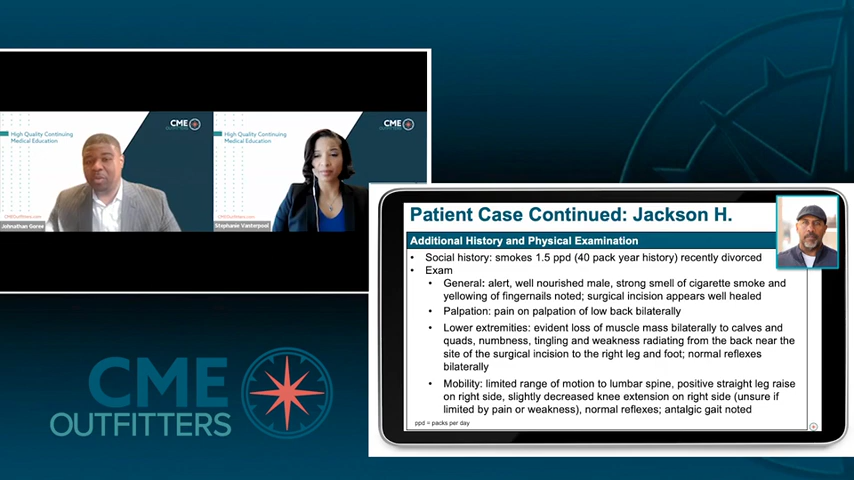 High Quality Continuing
Medical Education
CME
CMEOutfitters.com
Johnathan Goree
High Quality Continuing
Medical Education
CME
CMEOutfitters.com
Stephanie Vanterpool
CME
OUTFITTERS
Patient Case Continued: Jackson H.
Additional History and Physical Examination
• Social history: smokes 1.5 ppd (40 pack year history) recently divorced
• Exam
• General: alert, well nourished male, strong smell of cigarette smoke and
yellowing of fingernails noted; surgical incision appears well healed
• Palpation: pain on palpation of low back bilaterally
• Lower extremities: evident loss of muscle mass bilaterally to calves and
quads, numbness, tingling and weakness radiating from the back near the
site of the surgical incision to the right leg and foot; normal reflexes
bilaterally
• Mobility: limited range of motion to lumbar spine, positive straight leg raise
on right side, slightly decreased knee extension on right side (unsure if
limited by pain or weakness), normal reflexes; antalgic gait noted
ppd = packs per day